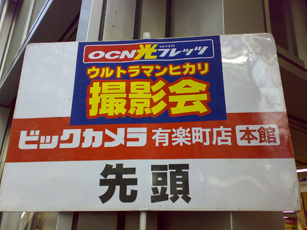 OCN光 with フレッツ
ウルトラマンヒカリ
撮影会
ビックカメラ 有楽町店 本館
先頭